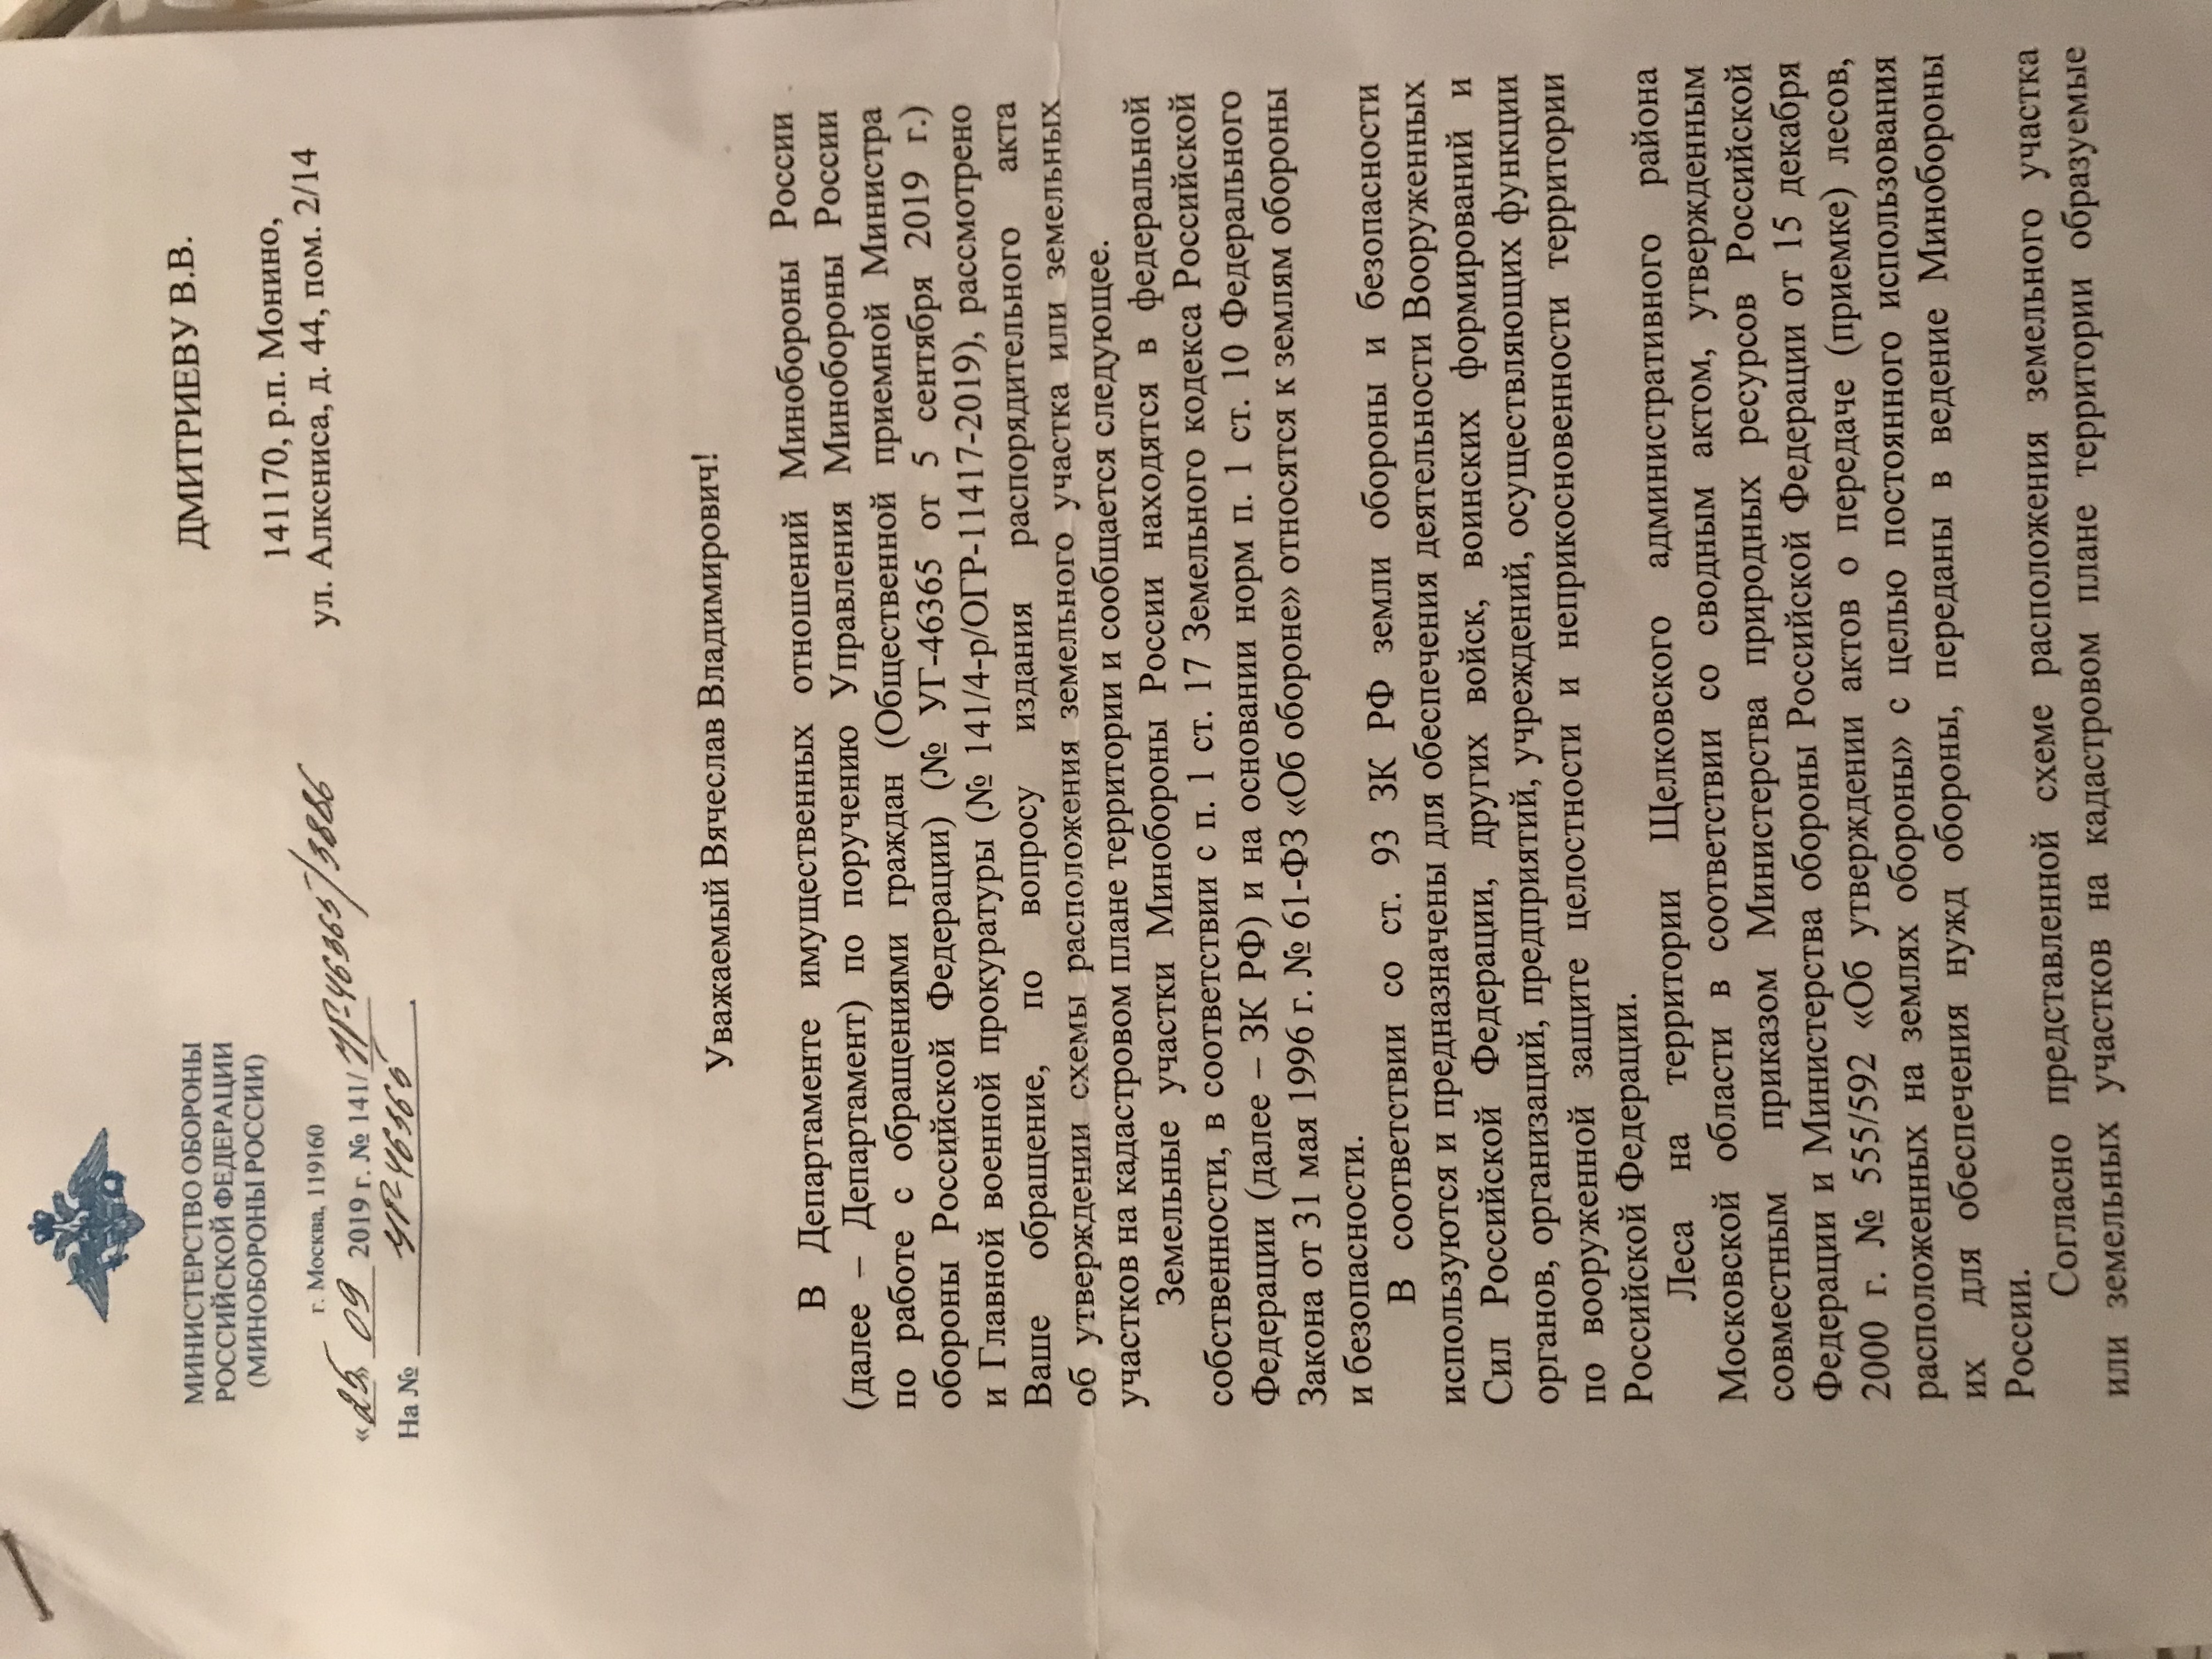 МИНИСТЕРСТВО ОБОРОНЫ
РОССИЙСКОЙ ФЕДЕРАЦИИ
(МИНОБОРОНЫ РОССИИ)
г. Москва, 119160
«25» 09 2019 г. № 141/УГ-46365/3886
На № УГ-46365
ДМИТРИЕВУ В.В.
141170, р.п. Монино,
ул. Алксниса, д. 44, пом. 2/14
Уважаемый Вячеслав Владимирович!
В Департаменте имущественных отношений Минобороны России
(далее – Департамент) по поручению Управления Минобороны России
по работе с обращениями граждан (Общественной приемной Министра
обороны Российской Федерации) (№ УГ-46365 от 5 сентября 2019 г.)
и Главной военной прокуратуры (№ 141/4-р/ОГР-111417-2019), рассмотрено
Ваше обращение, по вопросу издания распорядительного акта
об утверждении схемы расположения земельного участка или земельных
участков на кадастровом плане территории и сообщается следующее.
Земельные участки Минобороны России находятся в федеральной
собственности, в соответствии с п. 1 ст. 17 Земельного кодекса Российской
Федерации (далее – ЗК РФ) и на основании норм п. 1 ст. 10 Федерального
Закона от 31 мая 1996 г. № 61-ФЗ «Об обороне» относятся к землям обороны
и безопасности.
В соответствии со ст. 93 ЗК РФ земли обороны и безопасности
используются и предназначены для обеспечения деятельности Вооруженных
Сил Российской Федерации, других войск, воинских формирований и
органов, организаций, предприятий, учреждений, осуществляющих функции
по вооруженной защите целостности и неприкосновенности территории
Российской Федерации.
Леса на территории Щелковского административного района
Московской области в соответствии со сводным актом, утвержденным
совместным приказом Министерства природных ресурсов Российской
Федерации и Министерства обороны Российской Федерации от 15 декабря
2000 г. № 555/592 «Об утверждении актов о передаче (приемке) лесов,
расположенных на землях обороны» с целью постоянного использования
их для обеспечения нужд обороны, переданы в ведение Минобороны
России.
Согласно представленной схеме расположения земельного участка
или земельных участков на кадастровом плане территории образуемые